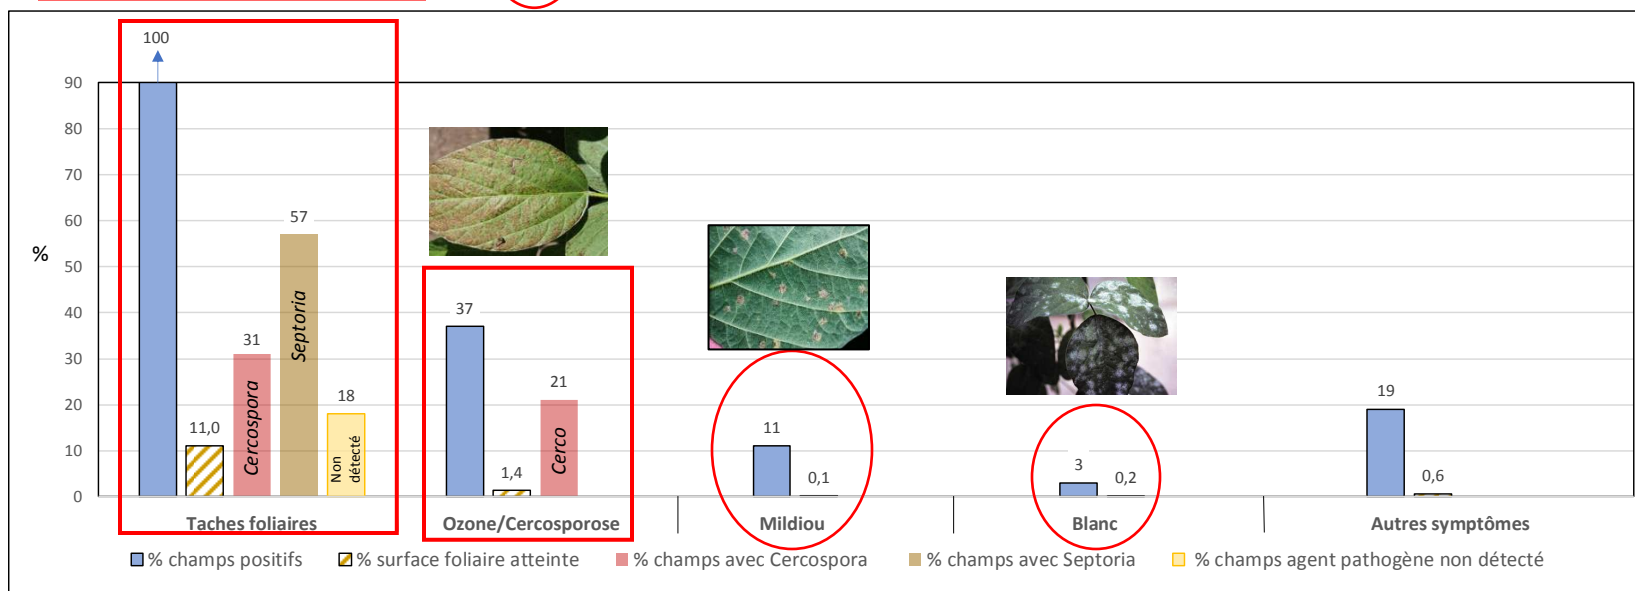 100
90
80
70
60
50
40
30
20
10
0
%
11,0
31
57
18
Cercospora
Septoria
Non
détecté
37
1,4
21
Cerco
11
0,1
3
0,2
19
0,6
Taches foliaires
Ozone/Cercosporose
Mildiou
Blanc
Autres symptômes
% champs positifs
% surface foliaire atteinte
% champs avec Cercospora
% champs avec Septoria
% champs agent pathogène non détecté